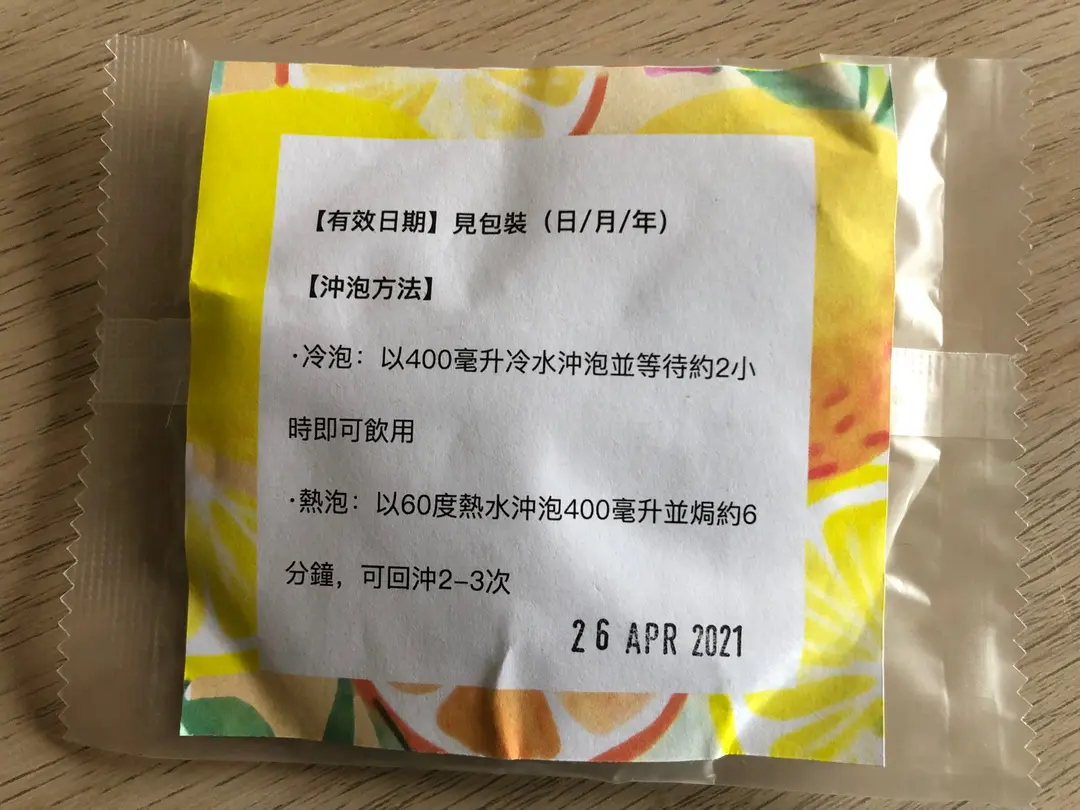 【有效日期】見包裝（日/月/年）
【沖泡方法】
·冷泡：以400毫升冷水沖泡並等待約2小
時即可飲用
·熱泡：以60度熱水沖泡400毫升並焗約6
分鐘，可回沖2-3次
26 APR 2021